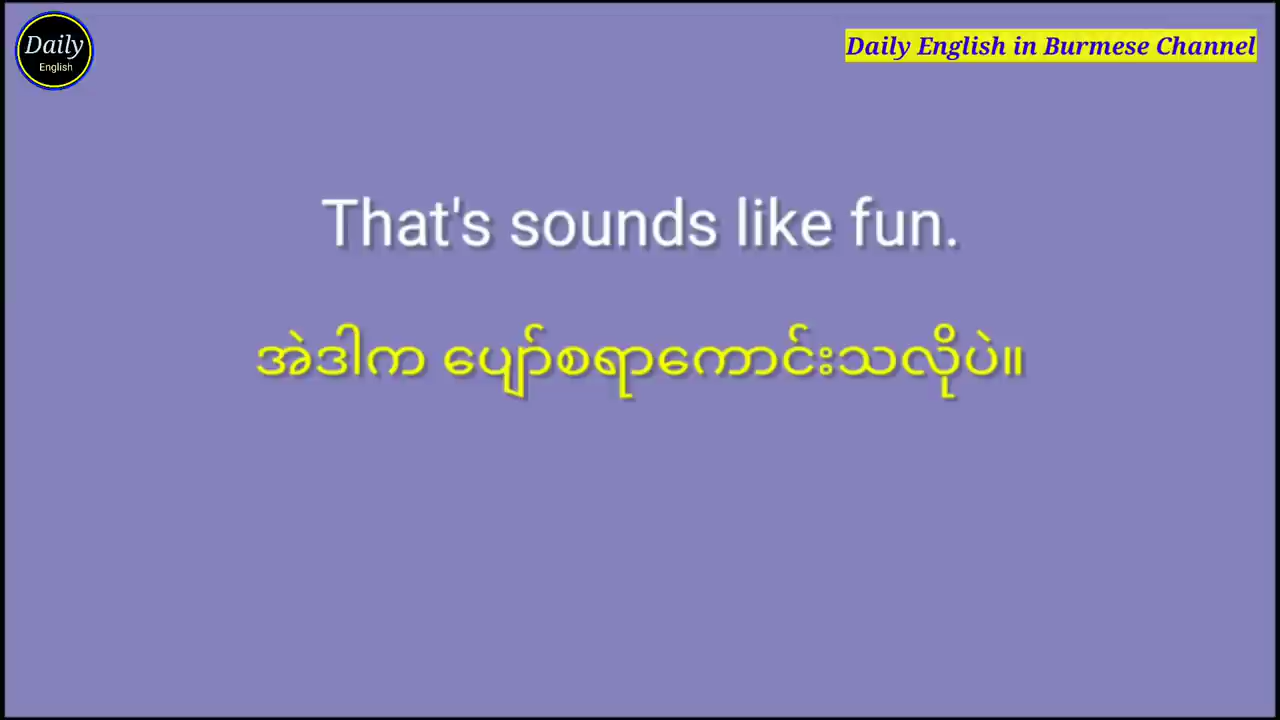 Daily
English
Daily English in Burmese Channel
That's sounds like fun.
အဲဒါက ပျော်စရာကောင်းသလိုပဲ။